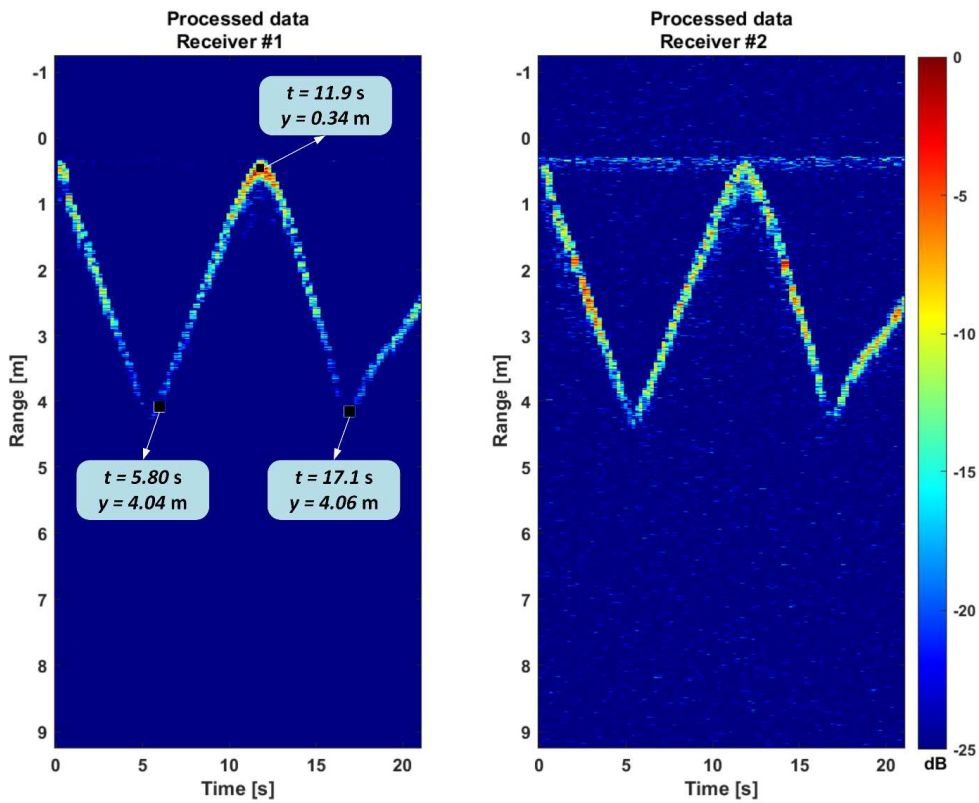 Processed data
Receiver #1
-1
0
1
2
3
4
5
6
7
8
9
Range [m]
0
5
10
15
20
Time [s]
t = 11.9 s
y = 0.34 m
t = 5.80 s
y = 4.04 m
t = 17.1 s
y = 4.06 m
Processed data
Receiver #2
-1
0
1
2
3
4
5
6
7
8
9
Range [m]
0
5
10
15
20
Time [s]
0
-5
-10
-15
-20
-25
dB